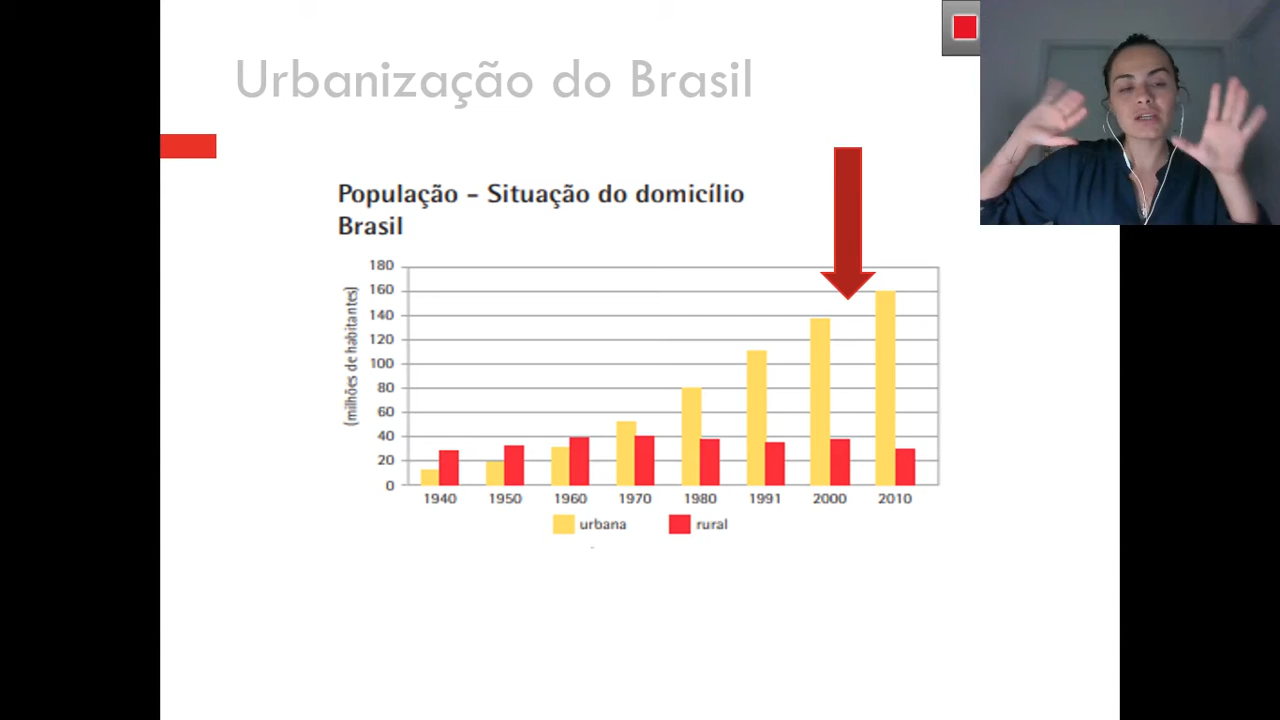 Urbanização do Brasil
População – Situação do domicílio
Brasil
(milhões de habitantes)
180
160
140
120
100
80
60
40
20
0
1940 1950 1960 1970 1980 1991 2000 2010
urbana rural